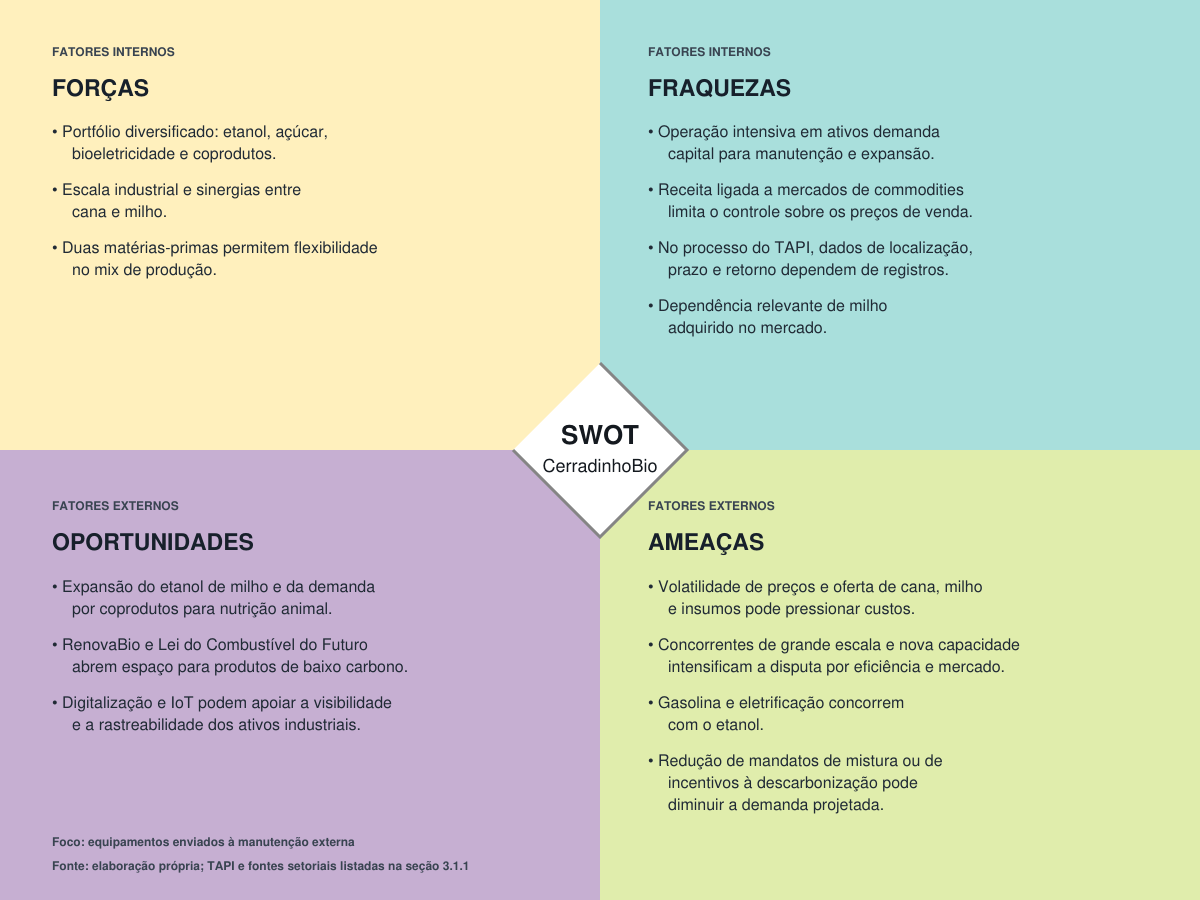 FATORES INTERNOS
FORÇAS
• Portfólio diversificado: etanol, açúcar,
bioeletricidade e coprodutos.
• Escala industrial e sinergias entre
cana e milho.
• Duas matérias-primas permitem flexibilidade
no mix de produção.
FATORES INTERNOS
FRAQUEZAS
• Operação intensiva em ativos demanda
capital para manutenção e expansão.
• Receita ligada a mercados de commodities
limita o controle sobre os preços de venda.
• No processo do TAPI, dados de localização,
prazo e retorno dependem de registros.
• Dependência relevante de milho
adquirido no mercado.
SWOT
CerradinhoBio
FATORES EXTERNOS
OPORTUNIDADES
• Expansão do etanol de milho e da demanda
por coprodutos para nutrição animal.
• RenovaBio e Lei do Combustível do Futuro
abrem espaço para produtos de baixo carbono.
• Digitalização e IoT podem apoiar a visibilidade
e a rastreabilidade dos ativos industriais.
Foco: equipamentos enviados à manutenção externa
Fonte: elaboração própria; TAPI e fontes setoriais listadas na seção 3.1.1
FATORES EXTERNOS
AMEAÇAS
• Volatilidade de preços e oferta de cana, milho
e insumos pode pressionar custos.
• Concorrentes de grande escala e nova capacidade
intensificam a disputa por eficiência e mercado.
• Gasolina e eletrificação concorrem
com o etanol.
• Redução de mandatos de mistura ou de
incentivos à descarbonização pode
diminuir a demanda projetada.